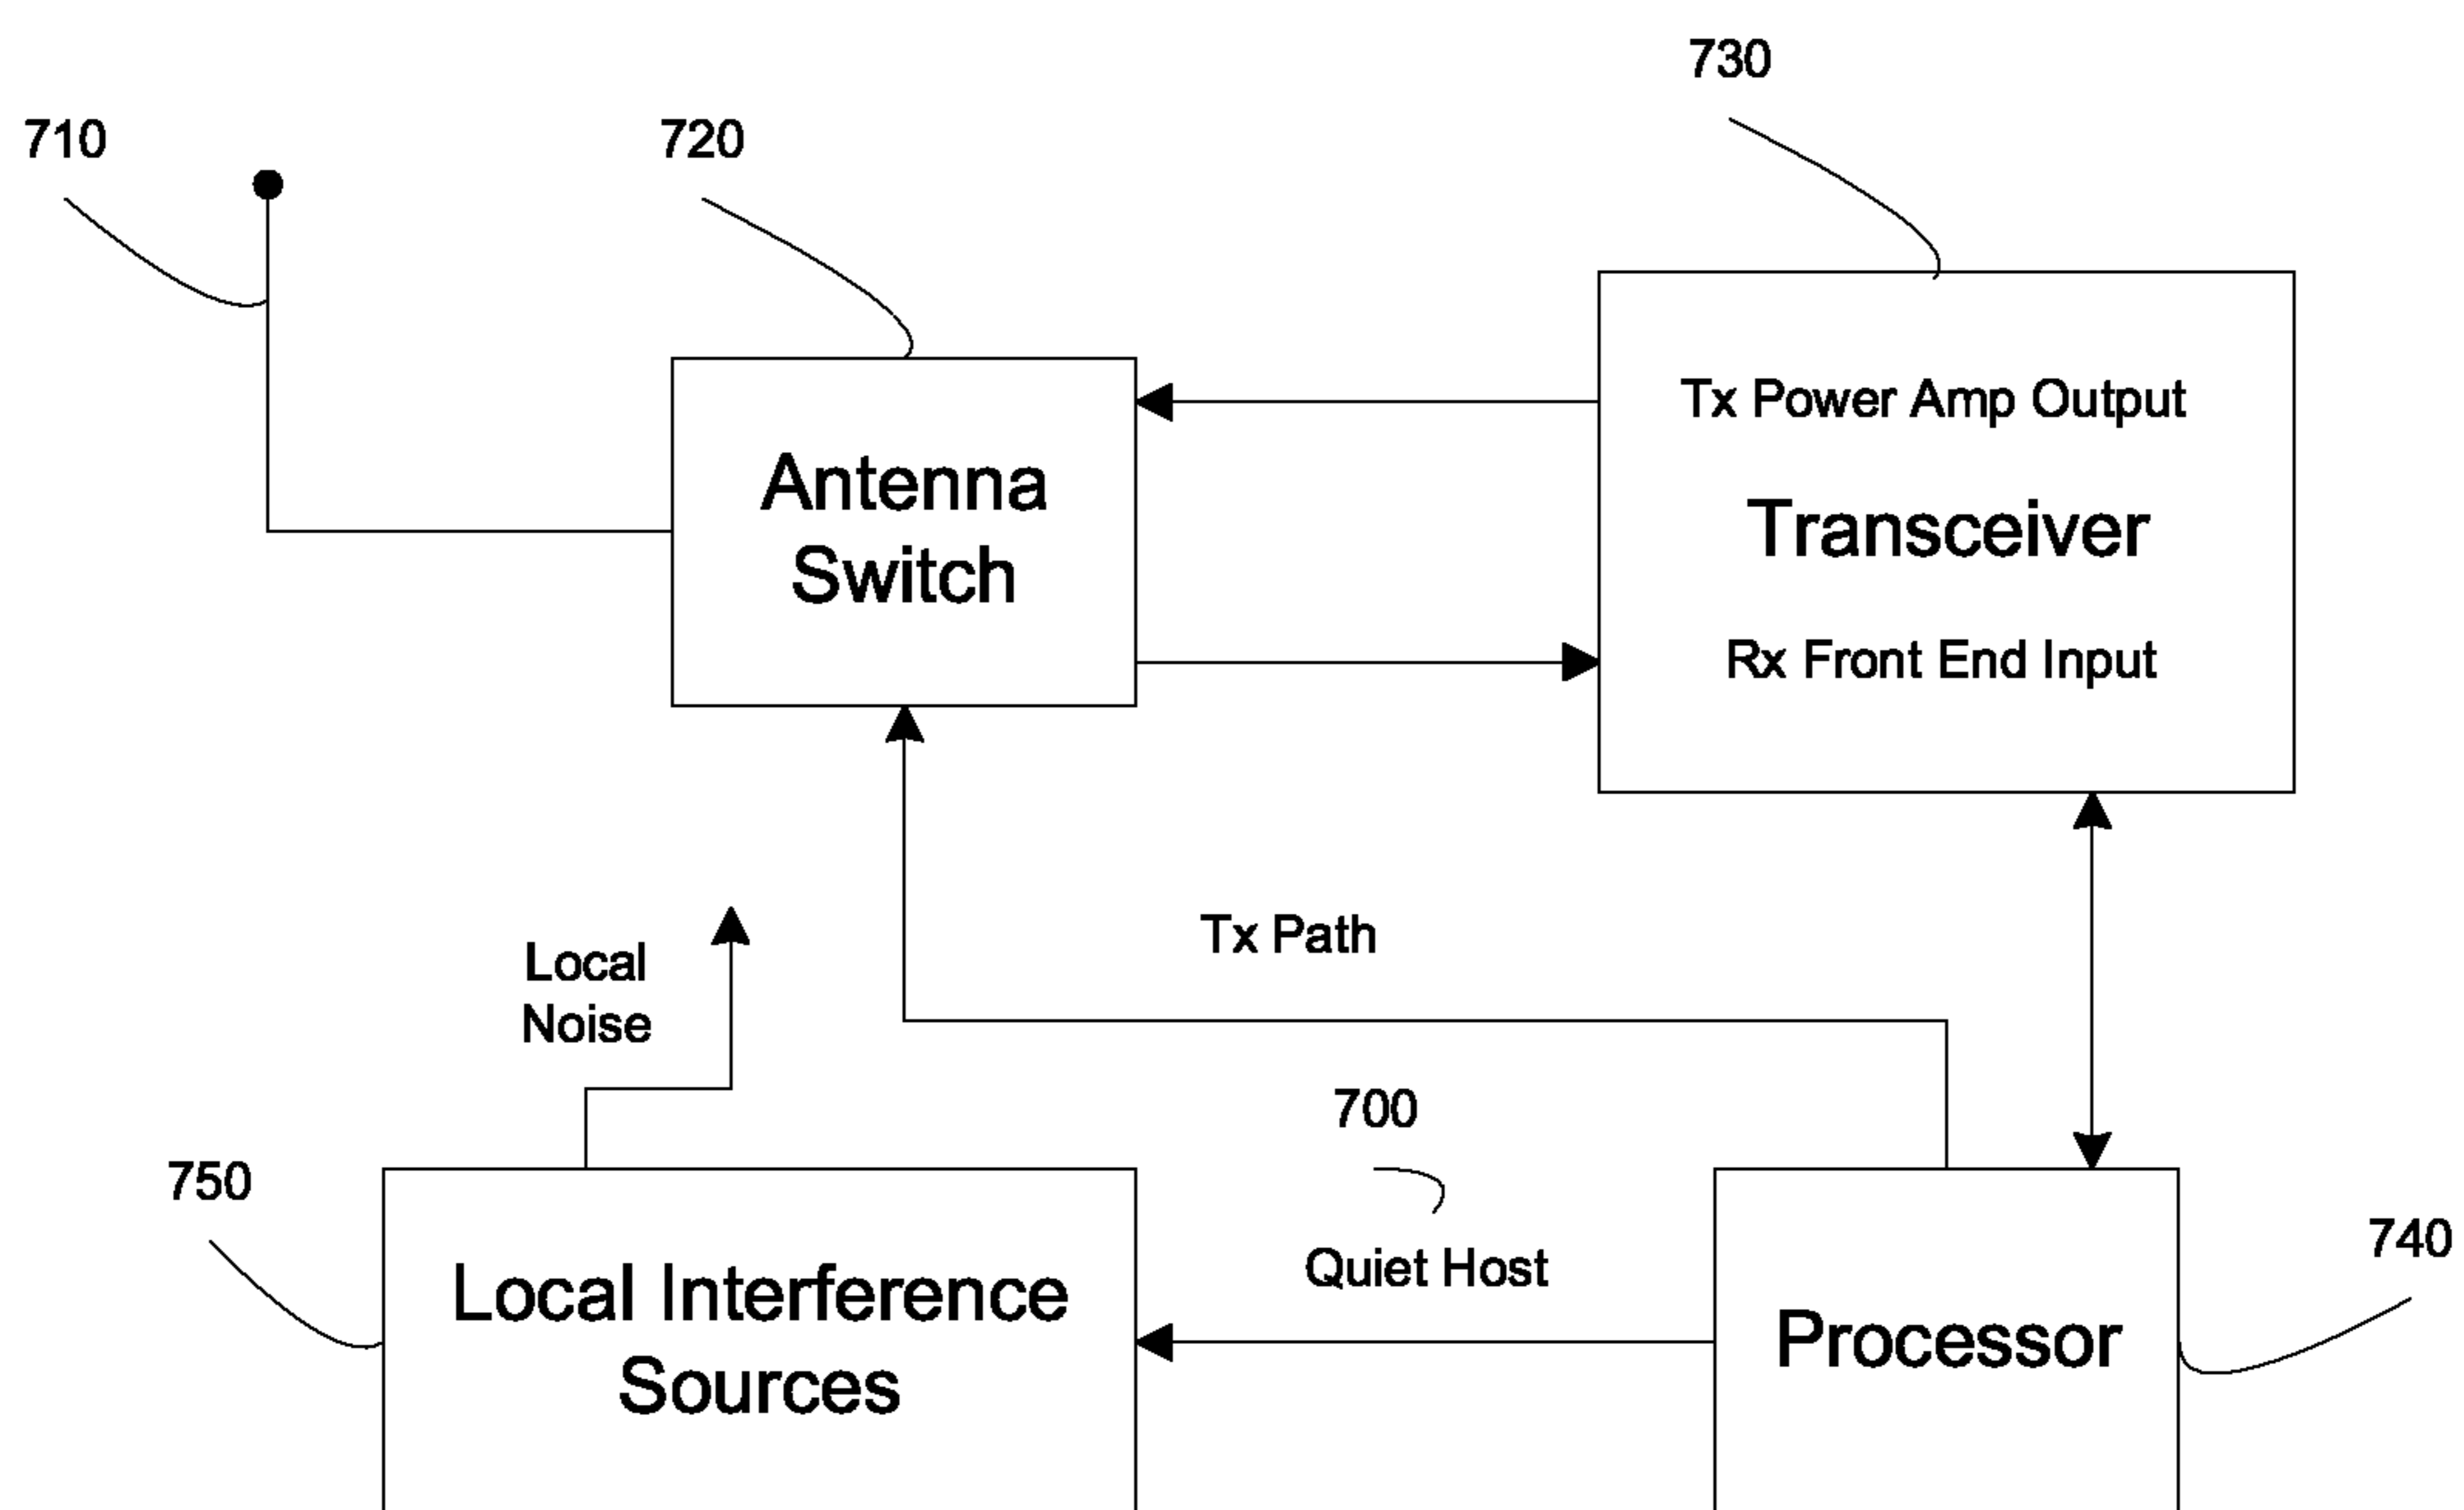 730
710
720
Tx Power Amp Output
Antenna
Switch
Transceiver
Rx Front End Input
Tx Path
Local
Noise
700
750
740
Quiet Host
Local Interference
Sources
Processor